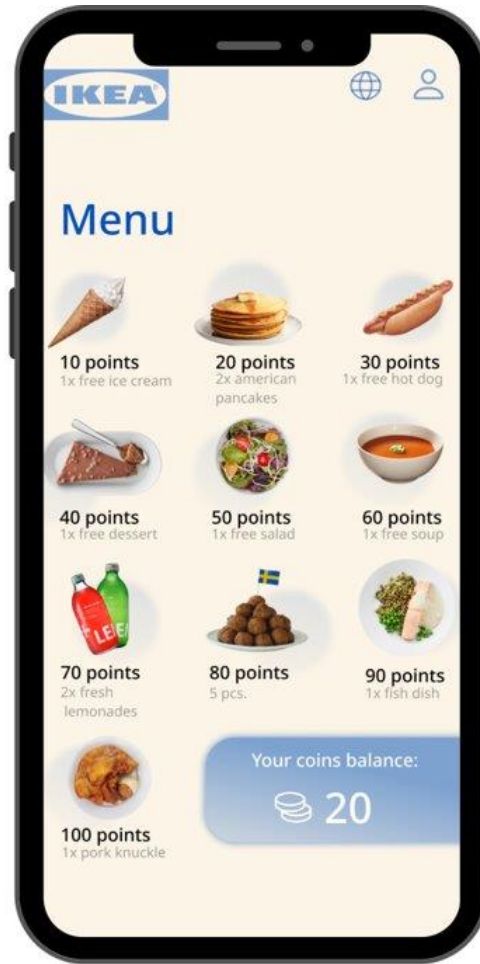 IKEA
Menu
10 points
1x free ice cream
20 points
2x american
pancakes
30 points
1x free hot dog
40 points
1x free dessert
50 points
1x free salad
60 points
1x free soup
70 points
2x fresh
lemonades
80 points
5 pcs.
90 points
1x fish dish
100 points
1x pork knuckle
Your coins balance:
20